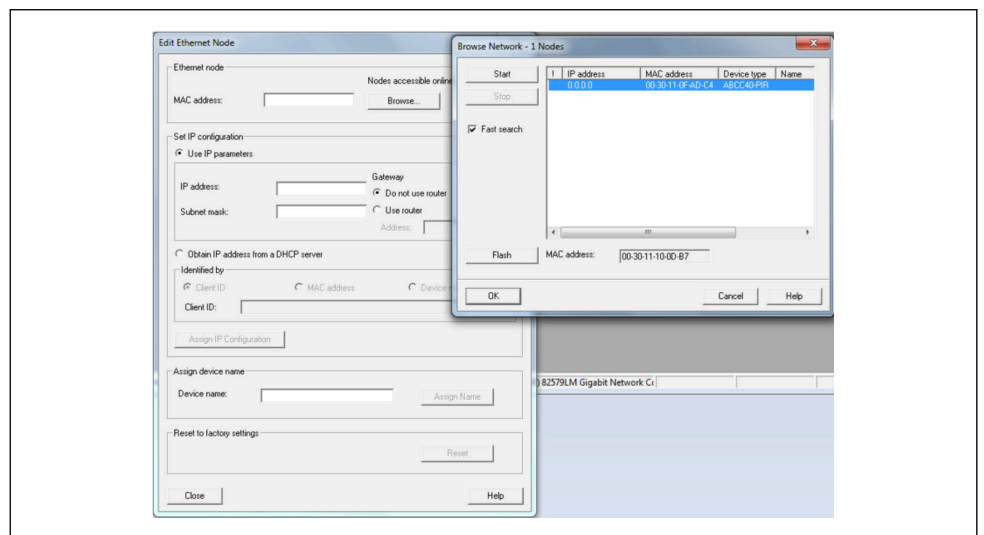 Edit Ethernet Node
Ethernet node
Nodes accessible online
MAC address:
Browse...
Set IP configuration
Use IP parameters
IP address:
Subnet mask:
Gateway
Do not use router
Use router
Address:
Obtain IP address from a DHCP server
Identified by
Client ID
MAC address
Device
Client ID:
Assign IP Configuration
Assign device name
Device name:
Assign Name
Reset to factory settings
Reset
Close
Help
Browse Network - 1 Nodes
Start
Stop
Fast search
! IP address MAC address Device type Name
0.0.0.0 00-30-11-0F-AD-C4 ABCC40-PIR
Flash
MAC address: 00-30-11-10-0D-B7
OK
Cancel
Help
) 82579LM Gigabit Network